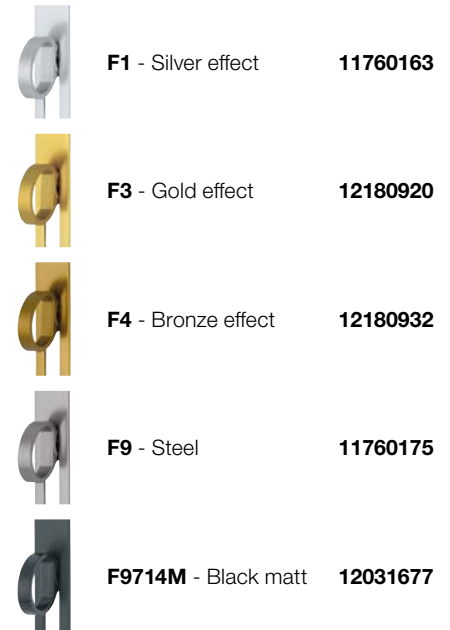 F1 - Silver effect 11760163
F3 - Gold effect 12180920
F4 - Bronze effect 12180932
F9 - Steel 11760175
F9714M - Black matt 12031677